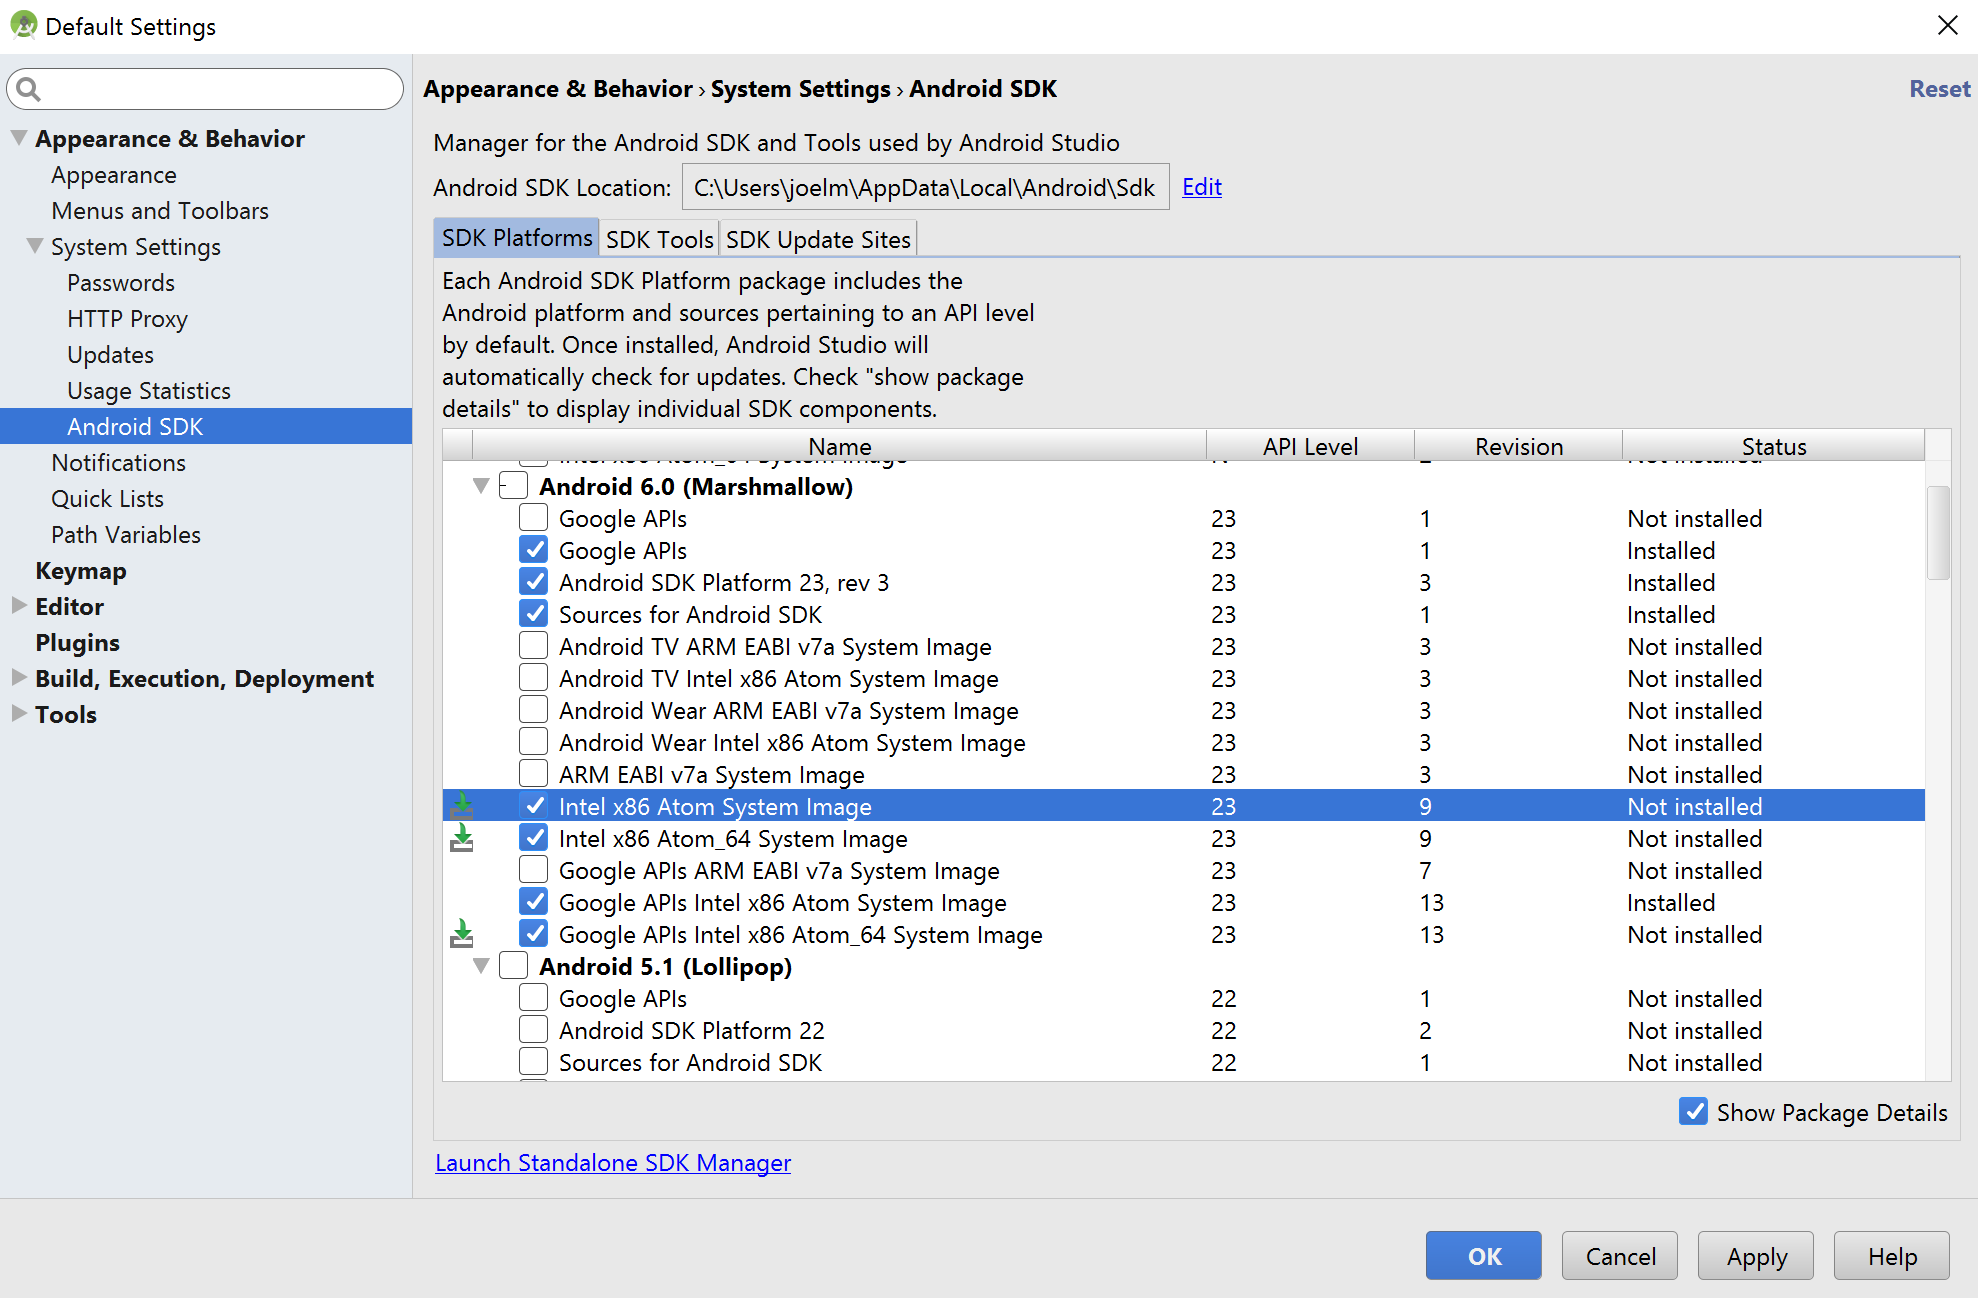 Default Settings
Appearance & Behavior
Appearance
Menus and Toolbars
System Settings
Passwords
HTTP Proxy
Updates
Usage Statistics
Android SDK
Notifications
Quick Lists
Path Variables
Keymap
Editor
Plugins
Build, Execution, Deployment
Tools
Appearance & Behavior › System Settings › Android SDK
Reset
Manager for the Android SDK and Tools used by Android Studio
Android SDK Location: C:\Users\joelm\AppData\Local\Android\Sdk Edit
SDK Platforms SDK Tools SDK Update Sites
Each Android SDK Platform package includes the
Android platform and sources pertaining to an API level
by default. Once installed, Android Studio will
automatically check for updates. Check "show package
details" to display individual SDK components.
Name API Level Revision Status
Android 6.0 (Marshmallow)
Google APIs 23 1 Not installed
Google APIs 23 1 Installed
Android SDK Platform 23, rev 3 23 3 Installed
Sources for Android SDK 23 1 Installed
Android TV ARM EABI v7a System Image 23 3 Not installed
Android TV Intel x86 Atom System Image 23 3 Not installed
Android Wear ARM EABI v7a System Image 23 3 Not installed
Android Wear Intel x86 Atom System Image 23 3 Not installed
ARM EABI v7a System Image 23 3 Not installed
Intel x86 Atom System Image 23 9 Not installed
Intel x86 Atom_64 System Image 23 9 Not installed
Google APIs ARM EABI v7a System Image 23 7 Not installed
Google APIs Intel x86 Atom System Image 23 13 Installed
Google APIs Intel x86 Atom_64 System Image 23 13 Not installed
Android 5.1 (Lollipop)
Google APIs 22 1 Not installed
Android SDK Platform 22 22 2 Not installed
Sources for Android SDK 22 1 Not installed
Show Package Details
Launch Standalone SDK Manager
OK Cancel Apply Help